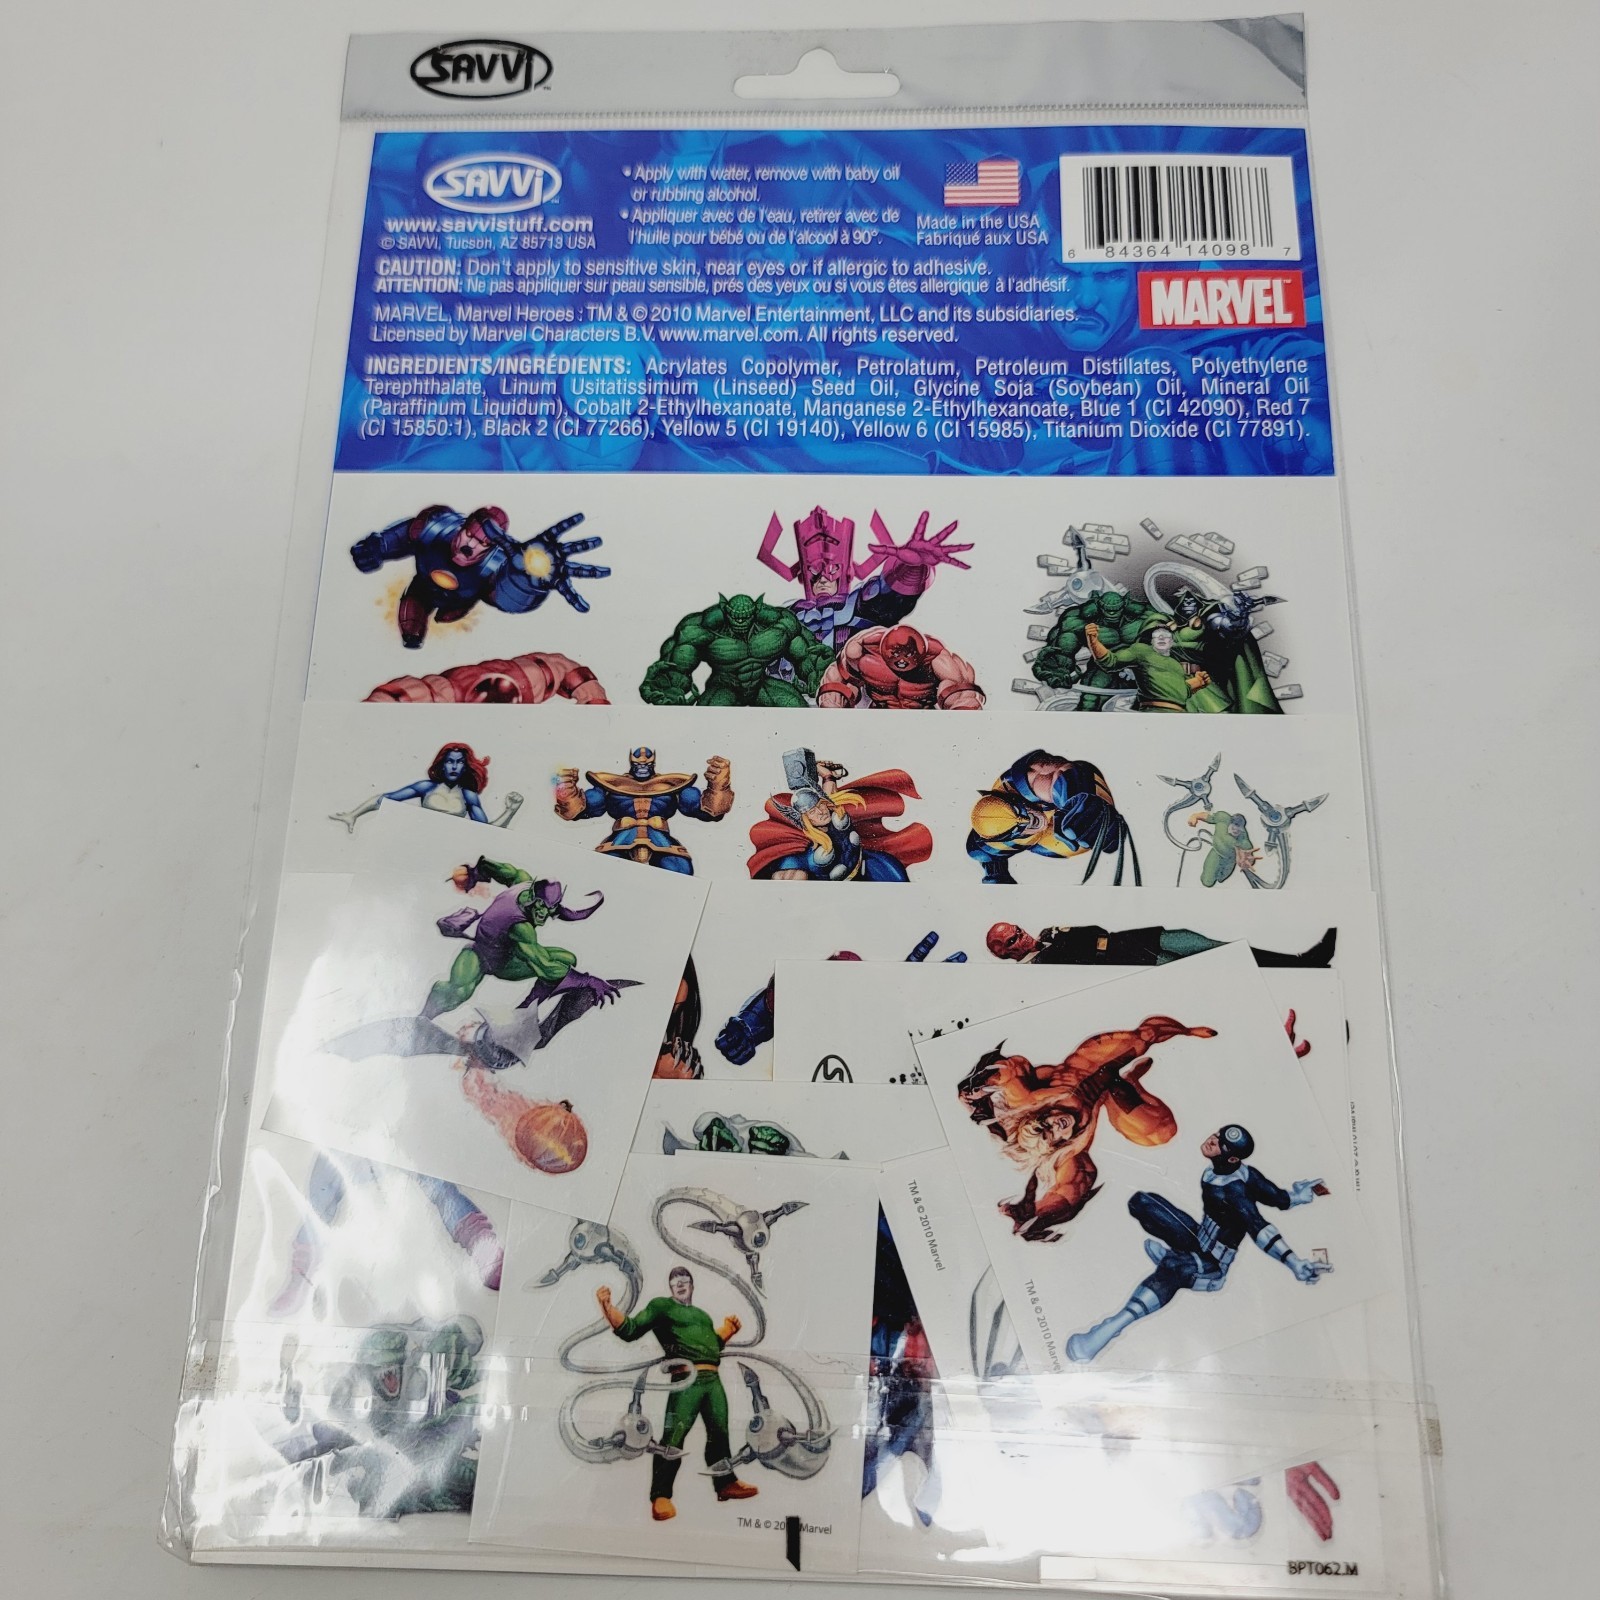 SAVVi
SAVVi
www.savvistuff.com
© SAVVI, Tucson, AZ 85713 USA
• Apply with water, remove with baby oil
or rubbing alcohol.
• Appliquer avec de l'eau, retirer avec de
l'huile pour bébé ou de l'alcool à 90°.
Made in the USA
Fabriqué aux USA
6 84364 14098 7
CAUTION: Don't apply to sensitive skin, near eyes or if allergic to adhesive.
ATTENTION: Ne pas appliquer sur peau sensible, prés des yeux ou si vous êtes allergique à l'adhésif.
MARVEL
MARVEL, Marvel Heroes : TM & © 2010 Marvel Entertainment, LLC and its subsidiaries.
Licensed by Marvel Characters B.V. www.marvel.com. All rights reserved.
INGREDIENTS/INGRÉDIENTS: Acrylates Copolymer, Petrolatum, Petroleum Distillates, Polyethylene
Terephthalate, Linum Usitatissimum (Linseed) Seed Oil, Glycine Soja (Soybean) Oil, Mineral Oil
(Paraffinum Liquidum), Cobalt 2-Ethylhexanoate, Manganese 2-Ethylhexanoate, Blue 1 (CI 42090), Red 7
(CI 15850:1), Black 2 (CI 77266), Yellow 5 (CI 19140), Yellow 6 (CI 15985), Titanium Dioxide (CI 77891).
TM & © 2010 Marvel
TM & © 2010 Marve
TM & © 20 Marvel
BPT062.M